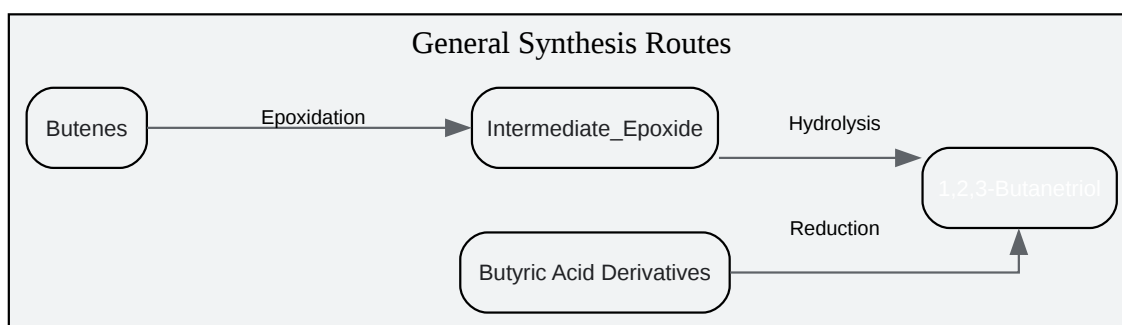 General Synthesis Routes
Butenes
Epoxidation
Intermediate_Epoxide
Hydrolysis
1,2,3-Butanetriol
Butyric Acid Derivatives
Reduction